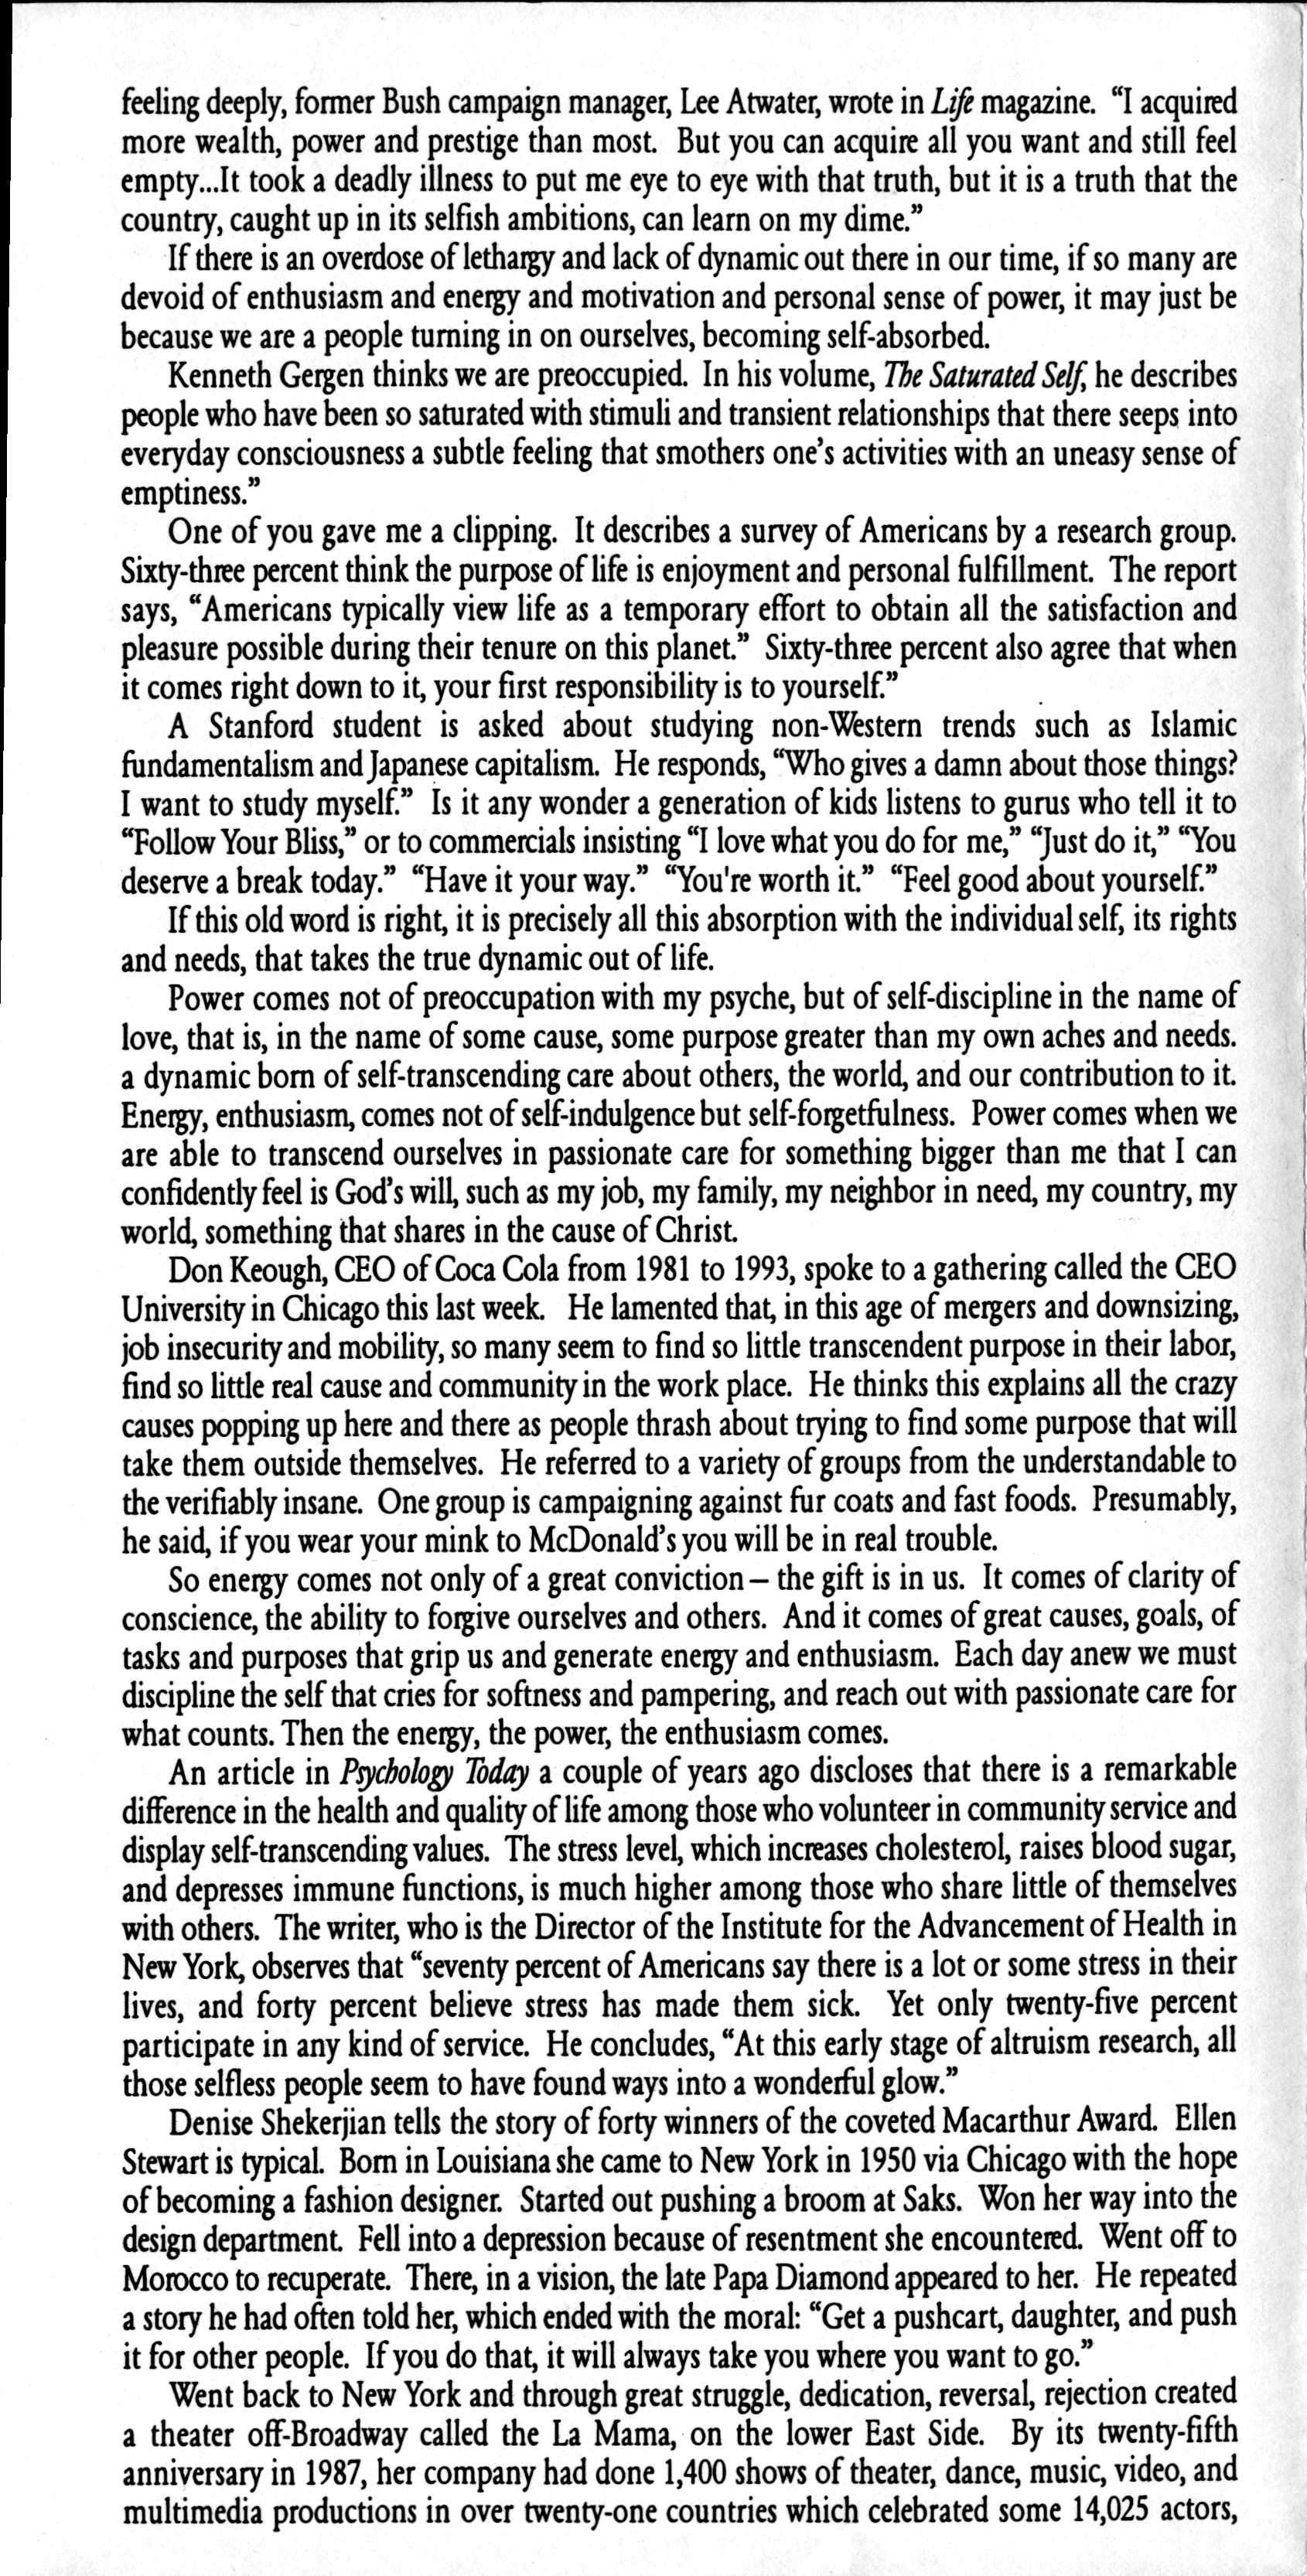 feeling deeply, former Bush campaign manager, Lee Atwater, wrote in Life magazine. “I acquired
more wealth, power and prestige than most. But you can acquire all you want and still feel
empty...It took a deadly illness to put me eye to eye with that truth, but it is a truth that the
country, caught up in its selfish ambitions, can learn on my dime.”
If there is an overdose of lethargy and lack of dynamic out there in our time, if so many are
devoid of enthusiasm and energy and motivation and personal sense of power, it may just be
because we are a people turning in on ourselves, becoming self-absorbed.
Kenneth Gergen thinks we are preoccupied. In his volume, The Saturated Self, he describes
people who have been so saturated with stimuli and transient relationships that there seeps into
everyday consciousness a subtle feeling that smothers one’s activities with an uneasy sense of
emptiness.”
One of you gave me a clipping. It describes a survey of Americans by a research group.
Sixty-three percent think the purpose of life is enjoyment and personal fulfillment. The report
says, “Americans typically view life as a temporary effort to obtain all the satisfaction and
pleasure possible during their tenure on this planet.” Sixty-three percent also agree that when
it comes right down to it, your first responsibility is to yourself.”
A Stanford student is asked about studying non-Western trends such as Islamic
fundamentalism and Japanese capitalism. He responds, “Who gives a damn about those things?
I want to study myself.” Is it any wonder a generation of kids listens to gurus who tell it to
“Follow Your Bliss,” or to commercials insisting “I love what you do for me,” “Just do it,” “You
deserve a break today.” “Have it your way.” “You're worth it.” “Feel good about yourself.”
If this old word is right, it is precisely all this absorption with the individual self, its rights
and needs, that takes the true dynamic out of life.
Power comes not of preoccupation with my psyche, but of self-discipline in the name of
love, that is, in the name of some cause, some purpose greater than my own aches and needs.
a dynamic born of self-transcending care about others, the world, and our contribution to it.
Energy, enthusiasm, comes not of self-indulgence but self-forgetfulness. Power comes when we
are able to transcend ourselves in passionate care for something bigger than me that I can
confidently feel is God’s will, such as my job, my family, my neighbor in need, my country, my
world, something that shares in the cause of Christ.
Don Keough, CEO of Coca Cola from 1981 to 1993, spoke to a gathering called the CEO
University in Chicago this last week. He lamented that, in this age of mergers and downsizing,
job insecurity and mobility, so many seem to find so little transcendent purpose in their labor,
find so little real cause and community in the work place. He thinks this explains all the crazy
causes popping up here and there as people thrash about trying to find some purpose that will
take them outside themselves. He referred to a variety of groups from the understandable to
the verifiably insane. One group is campaigning against fur coats and fast foods. Presumably,
he said, if you wear your mink to McDonald’s you will be in real trouble.
So energy comes not only of a great conviction – the gift is in us. It comes of clarity of
conscience, the ability to forgive ourselves and others. And it comes of great causes, goals, of
tasks and purposes that grip us and generate energy and enthusiasm. Each day anew we must
discipline the self that cries for softness and pampering, and reach out with passionate care for
what counts. Then the energy, the power, the enthusiasm comes.
An article in Psychology Today a couple of years ago discloses that there is a remarkable
difference in the health and quality of life among those who volunteer in community service and
display self-transcending values. The stress level, which increases cholesterol, raises blood sugar,
and depresses immune functions, is much higher among those who share little of themselves
with others. The writer, who is the Director of the Institute for the Advancement of Health in
New York, observes that “seventy percent of Americans say there is a lot or some stress in their
lives, and forty percent believe stress has made them sick. Yet only twenty-five percent
participate in any kind of service. He concludes, “At this early stage of altruism research, all
those selfless people seem to have found ways into a wonderful glow.”
Denise Shekerjian tells the story of forty winners of the coveted Macarthur Award. Ellen
Stewart is typical. Born in Louisiana she came to New York in 1950 via Chicago with the hope
of becoming a fashion designer. Started out pushing a broom at Saks. Won her way into the
design department. Fell into a depression because of resentment she encountered. Went off to
Morocco to recuperate. There, in a vision, the late Papa Diamond appeared to her. He repeated
a story he had often told her, which ended with the moral: “Get a pushcart, daughter, and push
it for other people. If you do that, it will always take you where you want to go.”
Went back to New York and through great struggle, dedication, reversal, rejection created
a theater off-Broadway called the La Mama, on the lower East Side. By its twenty-fifth
anniversary in 1987, her company had done 1,400 shows of theater, dance, music, video, and
multimedia productions in over twenty-one countries which celebrated some 14,025 actors,